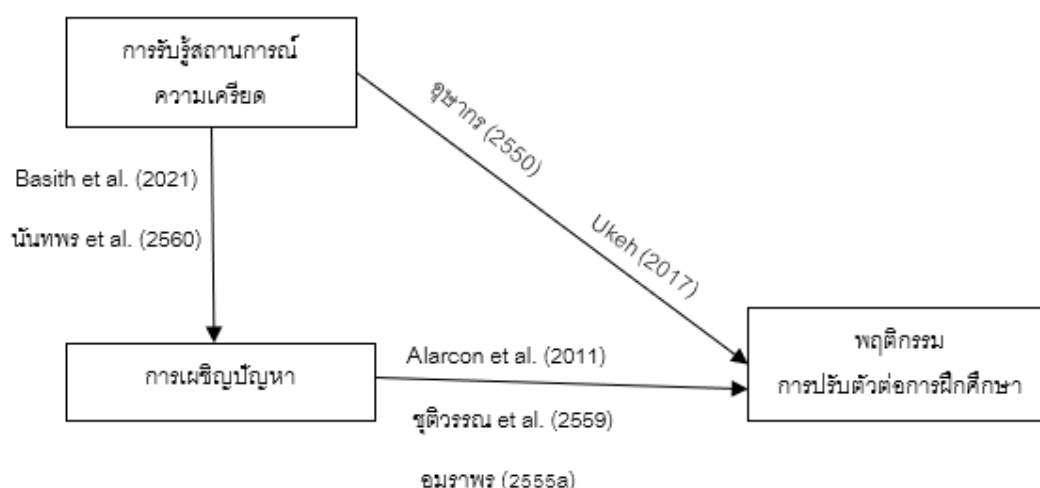 การรับรู้สถานการณ์
ความเครียด
อุษากร (2550)
Ukeh (2017)
Basith et al. (2021)
นันทพร et al. (2560)
การเผชิญปัญหา
Alarcon et al. (2011)
ชุติวรรณ et al. (2559)
อมราพร (2555a)
พฤติกรรม
การปรับตัวต่อการฝึกศึกษา